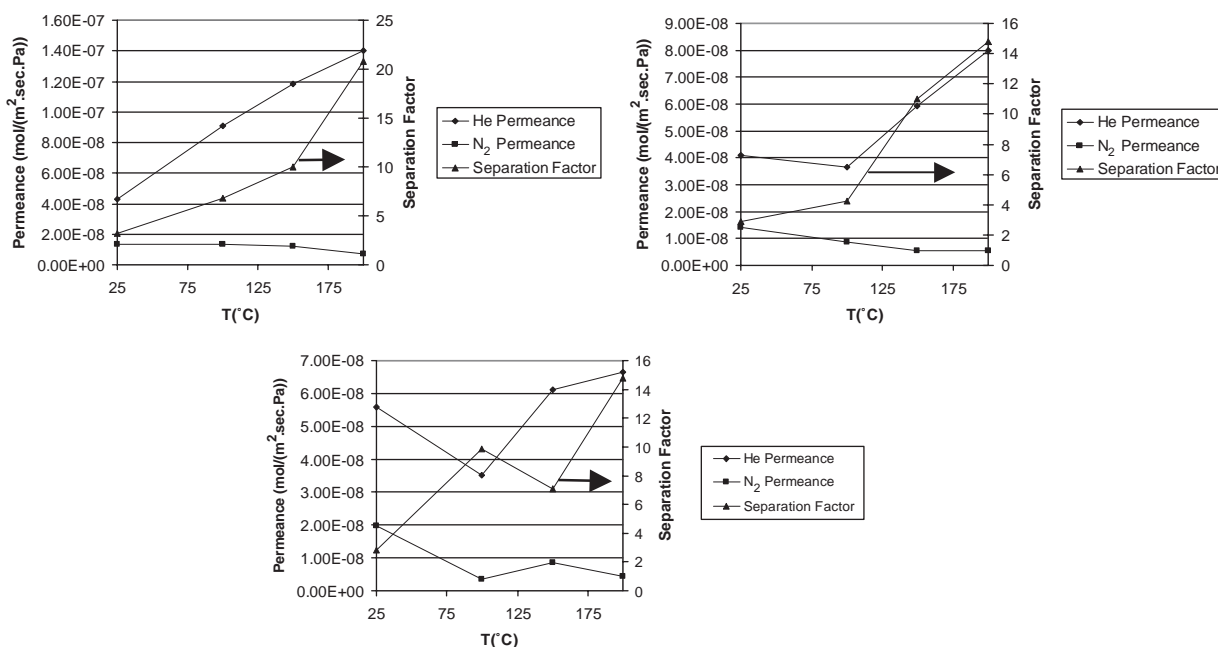 1.60E-07
1.40E-07
1.20E-07
1.00E-07
8.00E-08
6.00E-08
4.00E-08
2.00E-08
0.00E+00
Permeance (mol/(m².sec.Pa))
25
20
15
10
5
0
Separation Factor
25 75 125 175
T(˚C)
He Permeance
N₂ Permeance
Separation Factor
9.00E-08
8.00E-08
7.00E-08
6.00E-08
5.00E-08
4.00E-08
3.00E-08
2.00E-08
1.00E-08
0.00E+00
Permeance (mol/(m².sec.Pa))
16
14
12
10
8
6
4
2
0
Separation Factor
25 75 125 175
T(˚C)
He Permeance
N₂ Permeance
Separation Factor
7.00E-08
6.00E-08
5.00E-08
4.00E-08
3.00E-08
2.00E-08
1.00E-08
0.00E+00
Permeance (mol/(m².sec.Pa))
16
14
12
10
8
6
4
2
0
Separation Factor
25 75 125 175
T(˚C)
He Permeance
N₂ Permeance
Separation Factor